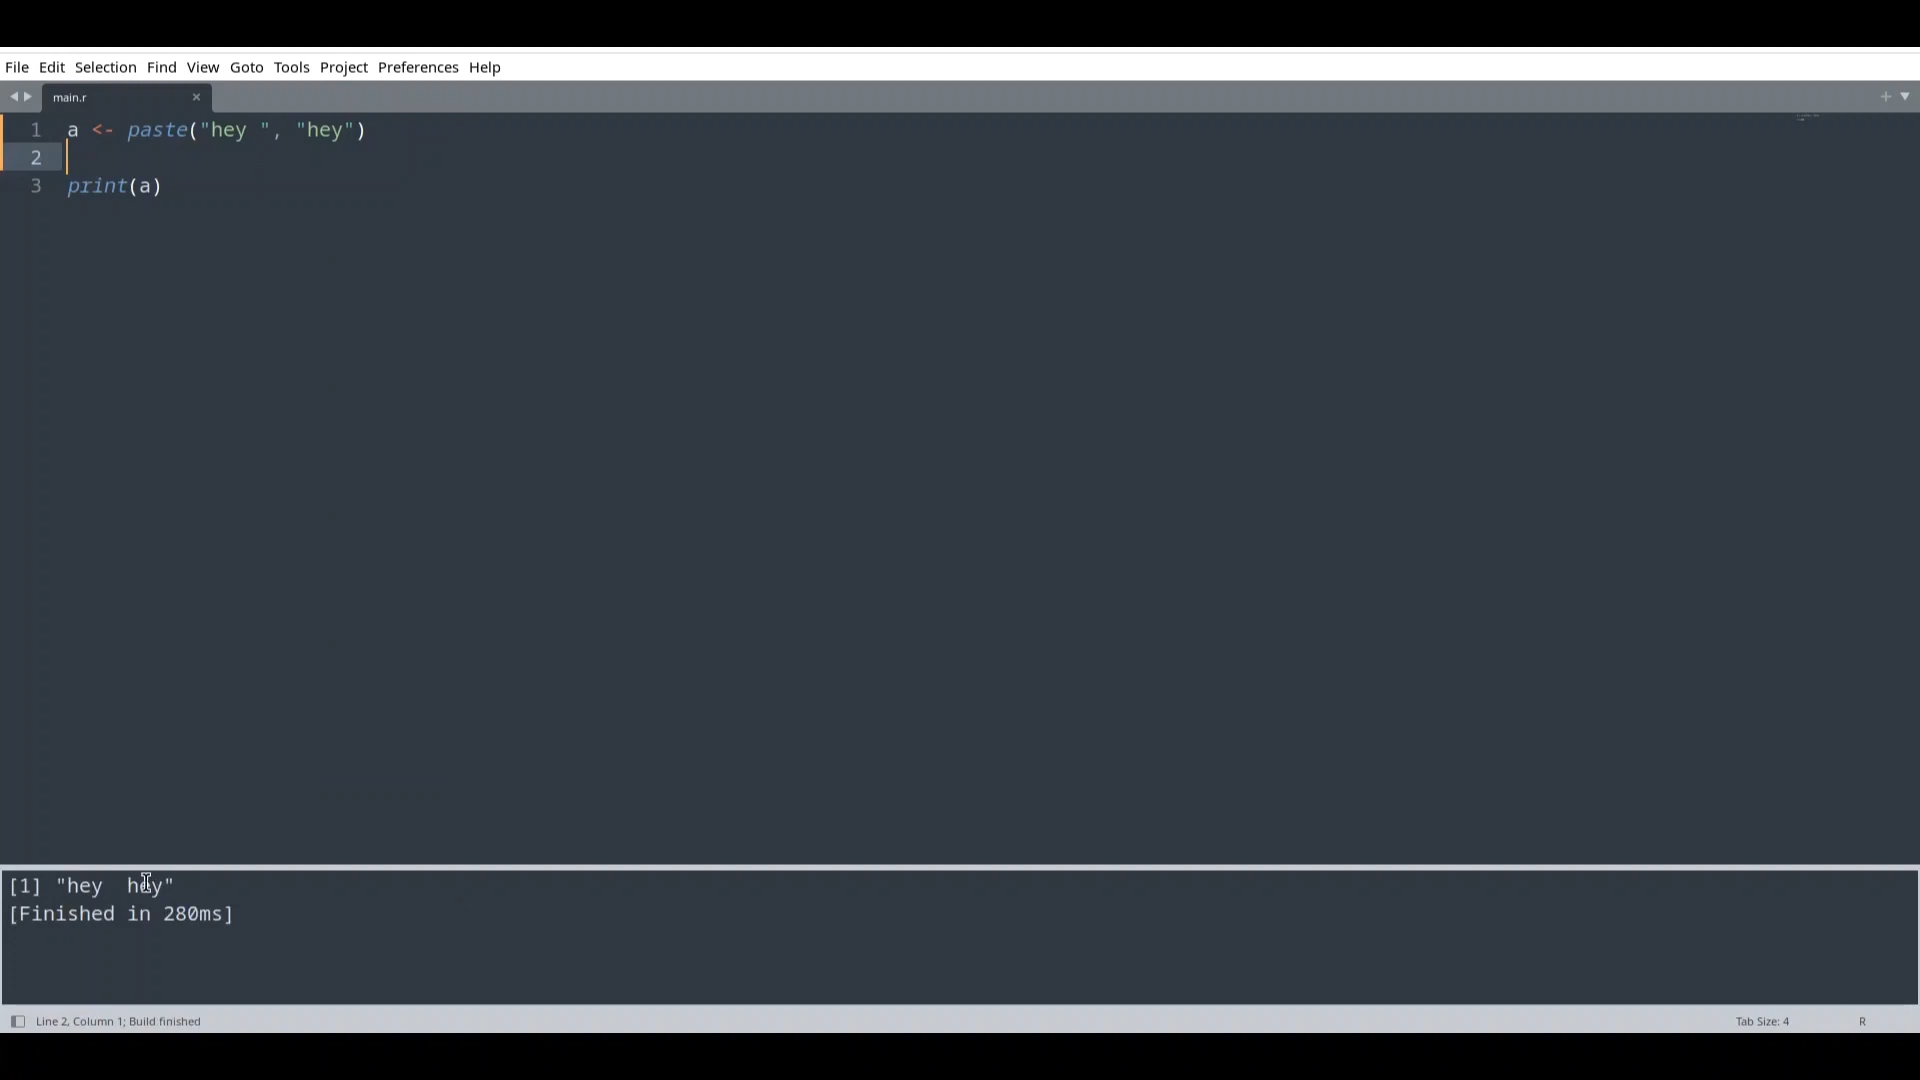 File Edit Selection Find View Goto Tools Project Preferences Help
main.r
1 a <- paste("hey ", "hey")
2
3 print(a)
[1] "hey  hey"
[Finished in 280ms]
Line 2, Column 1; Build finished Tab Size: 4 R